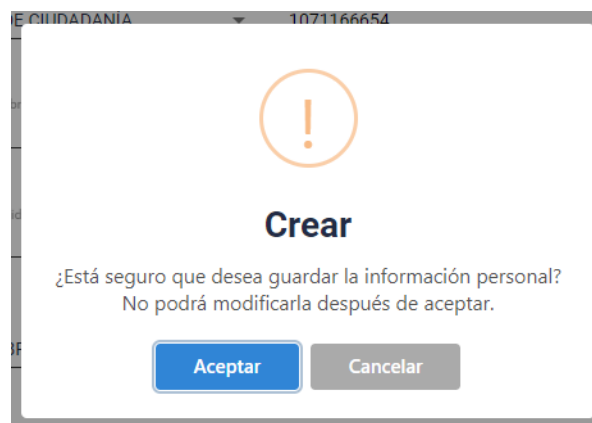 DE CIUDADANÍA 1071166654
Crear
¿Está seguro que desea guardar la información personal?
No podrá modificarla después de aceptar.
Aceptar Cancelar